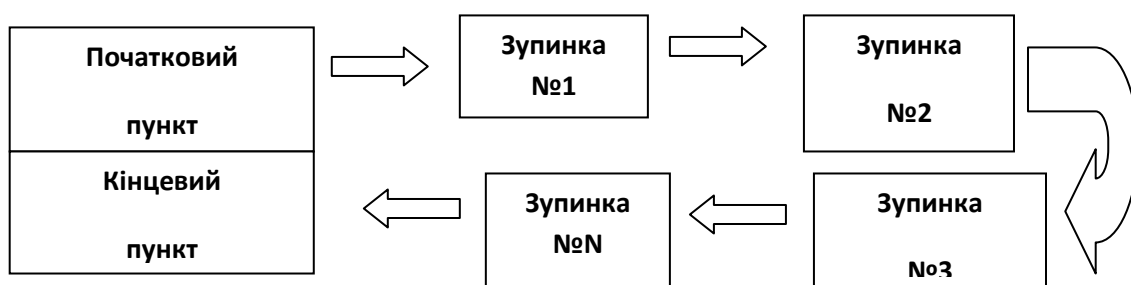 Початковий
пункт
Зупинка
№1
Зупинка
№2
Кінцевий
пункт
Зупинка
№N
Зупинка
№3